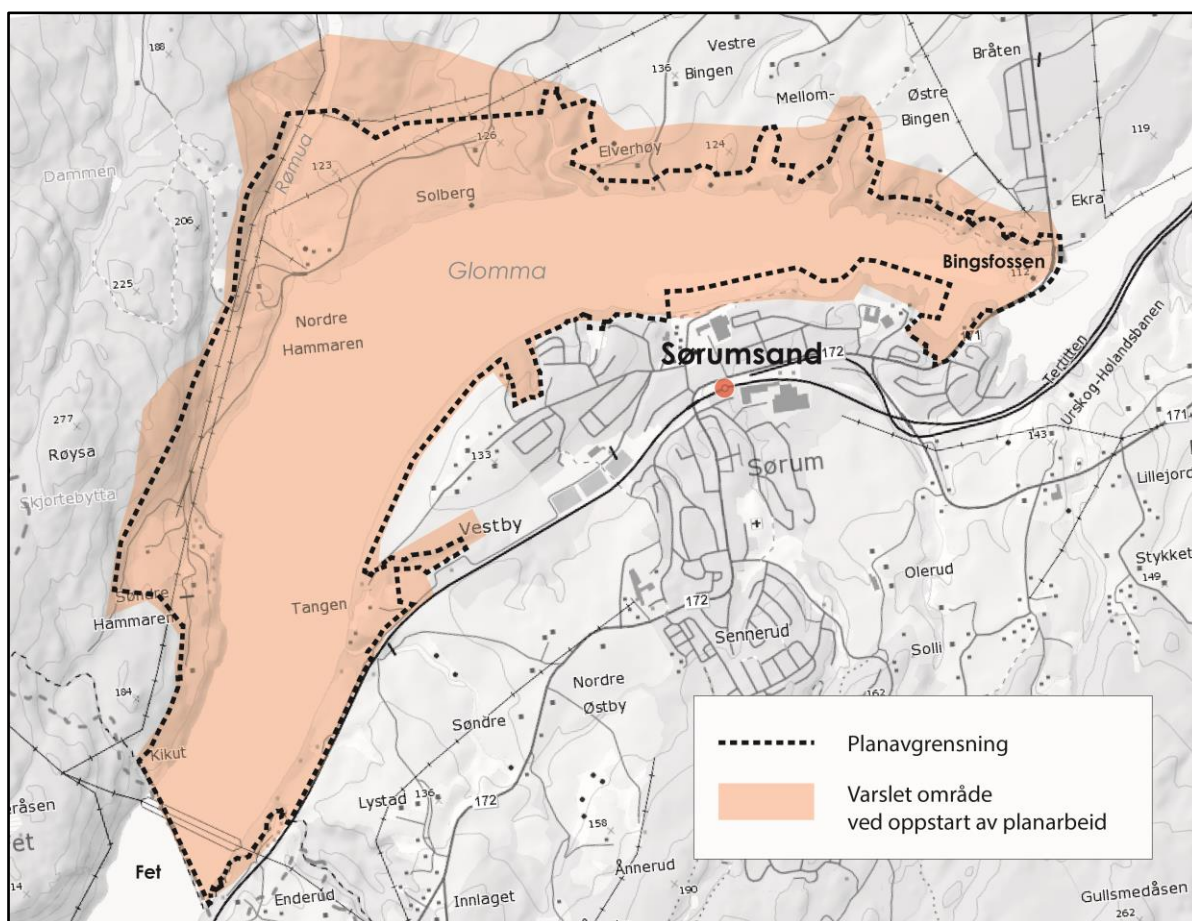 188
Vestre
Bingen
136
Bråten
Mellom-
Østre
Bingen
119
Rømua
126
Elverhøy
124
Dammen
123
Solberg
206
Ekra
Glomma
Bingsfossen
112
225
Nordre
Hammaren
Sørumsand
172
Tertitten
Urskog-Hølandsbanen
277
Røysa
133
143
171
Sørum
Lillejord
Skjortebytta
Vestby
Stykket
149
Olerud
Søndre
Hammaren
Tangen
172
Sennerud
Solli
184
162
Nordre
Østby
Søndre
Kikut
Planavgrensning
Lystad
136
172
Varslet område
ved oppstart av planarbeid
eråsen
et
158
Fet
Ånnerud
14
Enderud
Innlaget
190
Gullsmedåsen
262